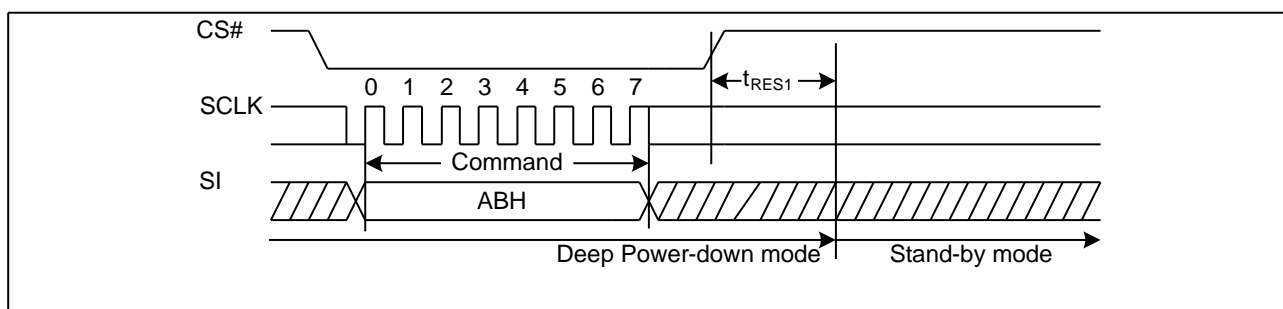 CS#
0 1 2 3 4 5 6 7
tRES1
SCLK
Command
SI
ABH
Deep Power-down mode Stand-by mode